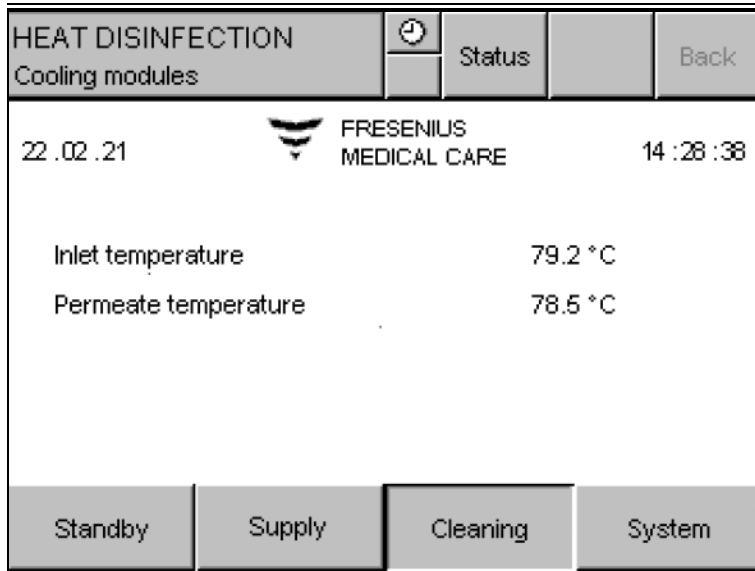 HEAT DISINFECTION
Cooling modules
Status
Back
22 .02 .21
FRESENIUS
MEDICAL CARE
14 :28 :38
Inlet temperature 79.2 °C
Permeate temperature 78.5 °C
Standby
Supply
Cleaning
System